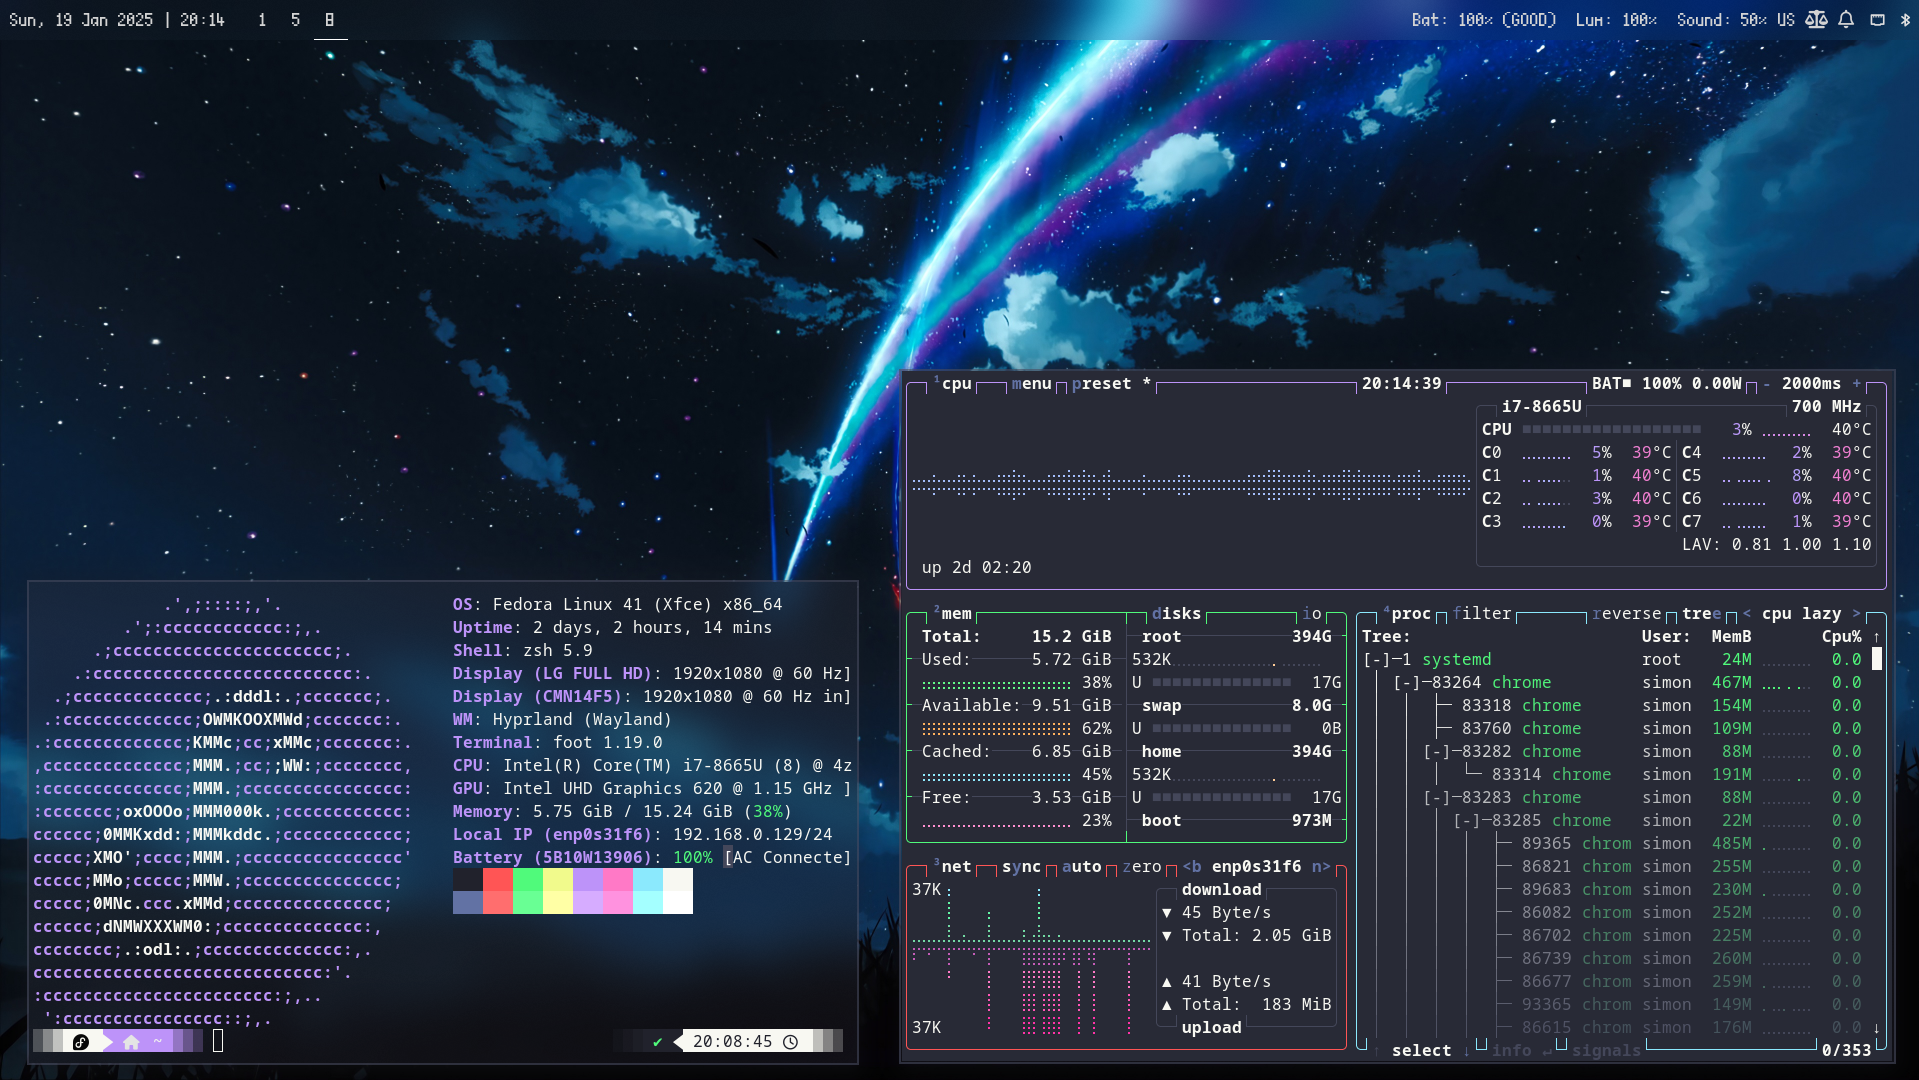 Sun, 19 Jan 2025 | 20:14 1 5 8 Bat: 100% (GOOD) Lum: 100% Sound: 50% US
¹cpu menu preset * 20:14:39 BAT■ 100% 0.00W - 2000ms +
i7-8665U 700 MHz
CPU 3% 40°C
C0 5% 39°C C4 2% 39°C
C1 1% 40°C C5 8% 40°C
C2 3% 40°C C6 0% 40°C
C3 0% 39°C C7 1% 39°C
LAV: 0.81 1.00 1.10
up 2d 02:20
.',;::::;,'.
.';:cccccccccccc:;,.
.;cccccccccccccccccccccc;.
.:cccccccccccccccccccccccccc:.
.;ccccccccccccc;.:dddl:.;ccccccc;.
.:ccccccccccccc;OWMKOOXMWd;ccccccc:.
.:ccccccccccccc;KMMc;cc;xMMc;ccccccc:.
,cccccccccccccc;MMM.;cc;;WW:;cccccccc,
:cccccccccccccc;MMM.;cccccccccccccccc:
:ccccccc;oxOOOo;MMM000k.;cccccccccccc:
cccccc;0MMKxdd:;MMMkddc.;cccccccccccc;
ccccc;XMO';cccc;MMM.;cccccccccccccccc'
ccccc;MMo;ccccc;MMW.;ccccccccccccccc;
ccccc;0MNc.ccc.xMMd;ccccccccccccccc;
cccccc;dNMWXXXWM0:;cccccccccccccc:,
cccccccc;.:odl:.;cccccccccccccc:,.
ccccccccccccccccccccccccccccc:'.
:ccccccccccccccccccccccc:;,..
':cccccccccccccccc::;,.
OS: Fedora Linux 41 (Xfce) x86_64
Uptime: 2 days, 2 hours, 14 mins
Shell: zsh 5.9
Display (LG FULL HD): 1920x1080 @ 60 Hz]
Display (CMN14F5): 1920x1080 @ 60 Hz in]
WM: Hyprland (Wayland)
Terminal: foot 1.19.0
CPU: Intel(R) Core(TM) i7-8665U (8) @ 4z
GPU: Intel UHD Graphics 620 @ 1.15 GHz ]
Memory: 5.75 GiB / 15.24 GiB (38%)
Local IP (enp0s31f6): 192.168.0.129/24
Battery (5B10W13906): 100% [AC Connecte]
~ ✔ 20:08:45
²mem disks io
Total: 15.2 GiB root 394G
Used: 5.72 GiB 532K
38% U 17G
Available: 9.51 GiB swap 8.0G
62% U 0B
Cached: 6.85 GiB home 394G
45% 532K
Free: 3.53 GiB U 17G
23% boot 973M
³net sync auto zero <b enp0s31f6 n>
37K download
▼ 45 Byte/s
▼ Total: 2.05 GiB
▲ 41 Byte/s
▲ Total: 183 MiB
37K upload
⁴proc filter reverse tree < cpu lazy >
Tree: User: MemB Cpu% ↑
[-]─1 systemd root 24M 0.0
[-]─83264 chrome simon 467M 0.0
├─ 83318 chrome simon 154M 0.0
├─ 83760 chrome simon 109M 0.0
[-]─83282 chrome simon 88M 0.0
└─ 83314 chrome simon 191M 0.0
[-]─83283 chrome simon 88M 0.0
[-]─83285 chrome simon 22M 0.0
├─ 89365 chrom simon 485M 0.0
├─ 86821 chrom simon 255M 0.0
├─ 89683 chrom simon 230M 0.0
├─ 86082 chrom simon 252M 0.0
├─ 86702 chrom simon 225M 0.0
├─ 86739 chrom simon 260M 0.0
├─ 86677 chrom simon 259M 0.0
├─ 93365 chrom simon 149M 0.0
├─ 86615 chrom simon 176M 0.0 ↓
↑ select ↓ info ↵ signals 0/353